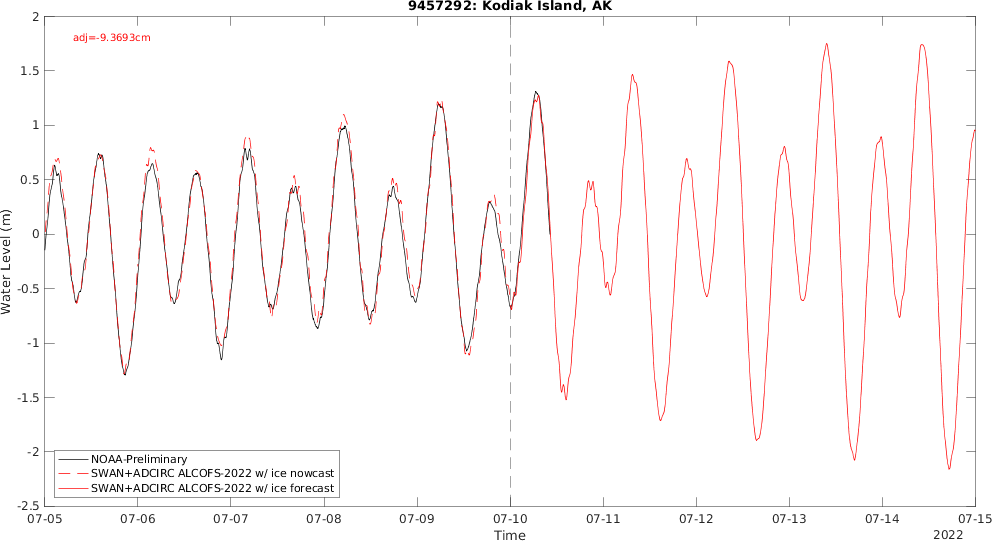 9457292: Kodiak Island, AK
adj=-9.3693cm
2
1.5
1
0.5
0
-0.5
-1
-1.5
-2
-2.5
Water Level (m)
NOAA-Preliminary
SWAN+ADCIRC ALCOFS-2022 w/ ice nowcast
SWAN+ADCIRC ALCOFS-2022 w/ ice forecast
07-05 07-06 07-07 07-08 07-09 07-10 07-11 07-12 07-13 07-14 07-15
Time
2022